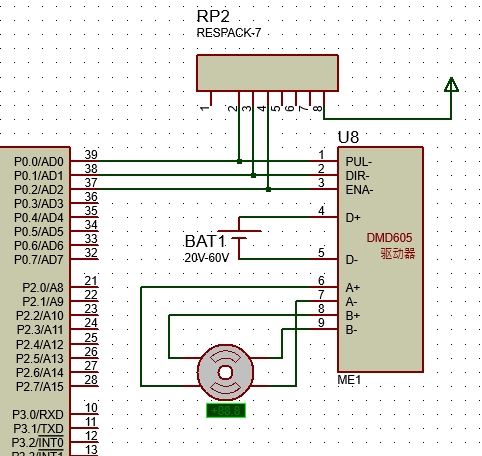 RP2
RESPACK-7
1 2 3 4 5 6 7 8
U8
P0.0/AD0 39
P0.1/AD1 38
P0.2/AD2 37
P0.3/AD3 36
P0.4/AD4 35
P0.5/AD5 34
P0.6/AD6 33
P0.7/AD7 32
1 PUL-
2 DIR-
3 ENA-
4 D+
5 D-
6 A+
7 A-
8 B+
9 B-
DMD605
驱动器
BAT1
20V-60V
P2.0/A8 21
P2.1/A9 22
P2.2/A10 23
P2.3/A11 24
P2.4/A12 25
P2.5/A13 26
P2.6/A14 27
P2.7/A15 28
+88.8
ME1
P3.0/RXD 10
P3.1/TXD 11
P3.2/INT0 12
P3.3/INT1 13